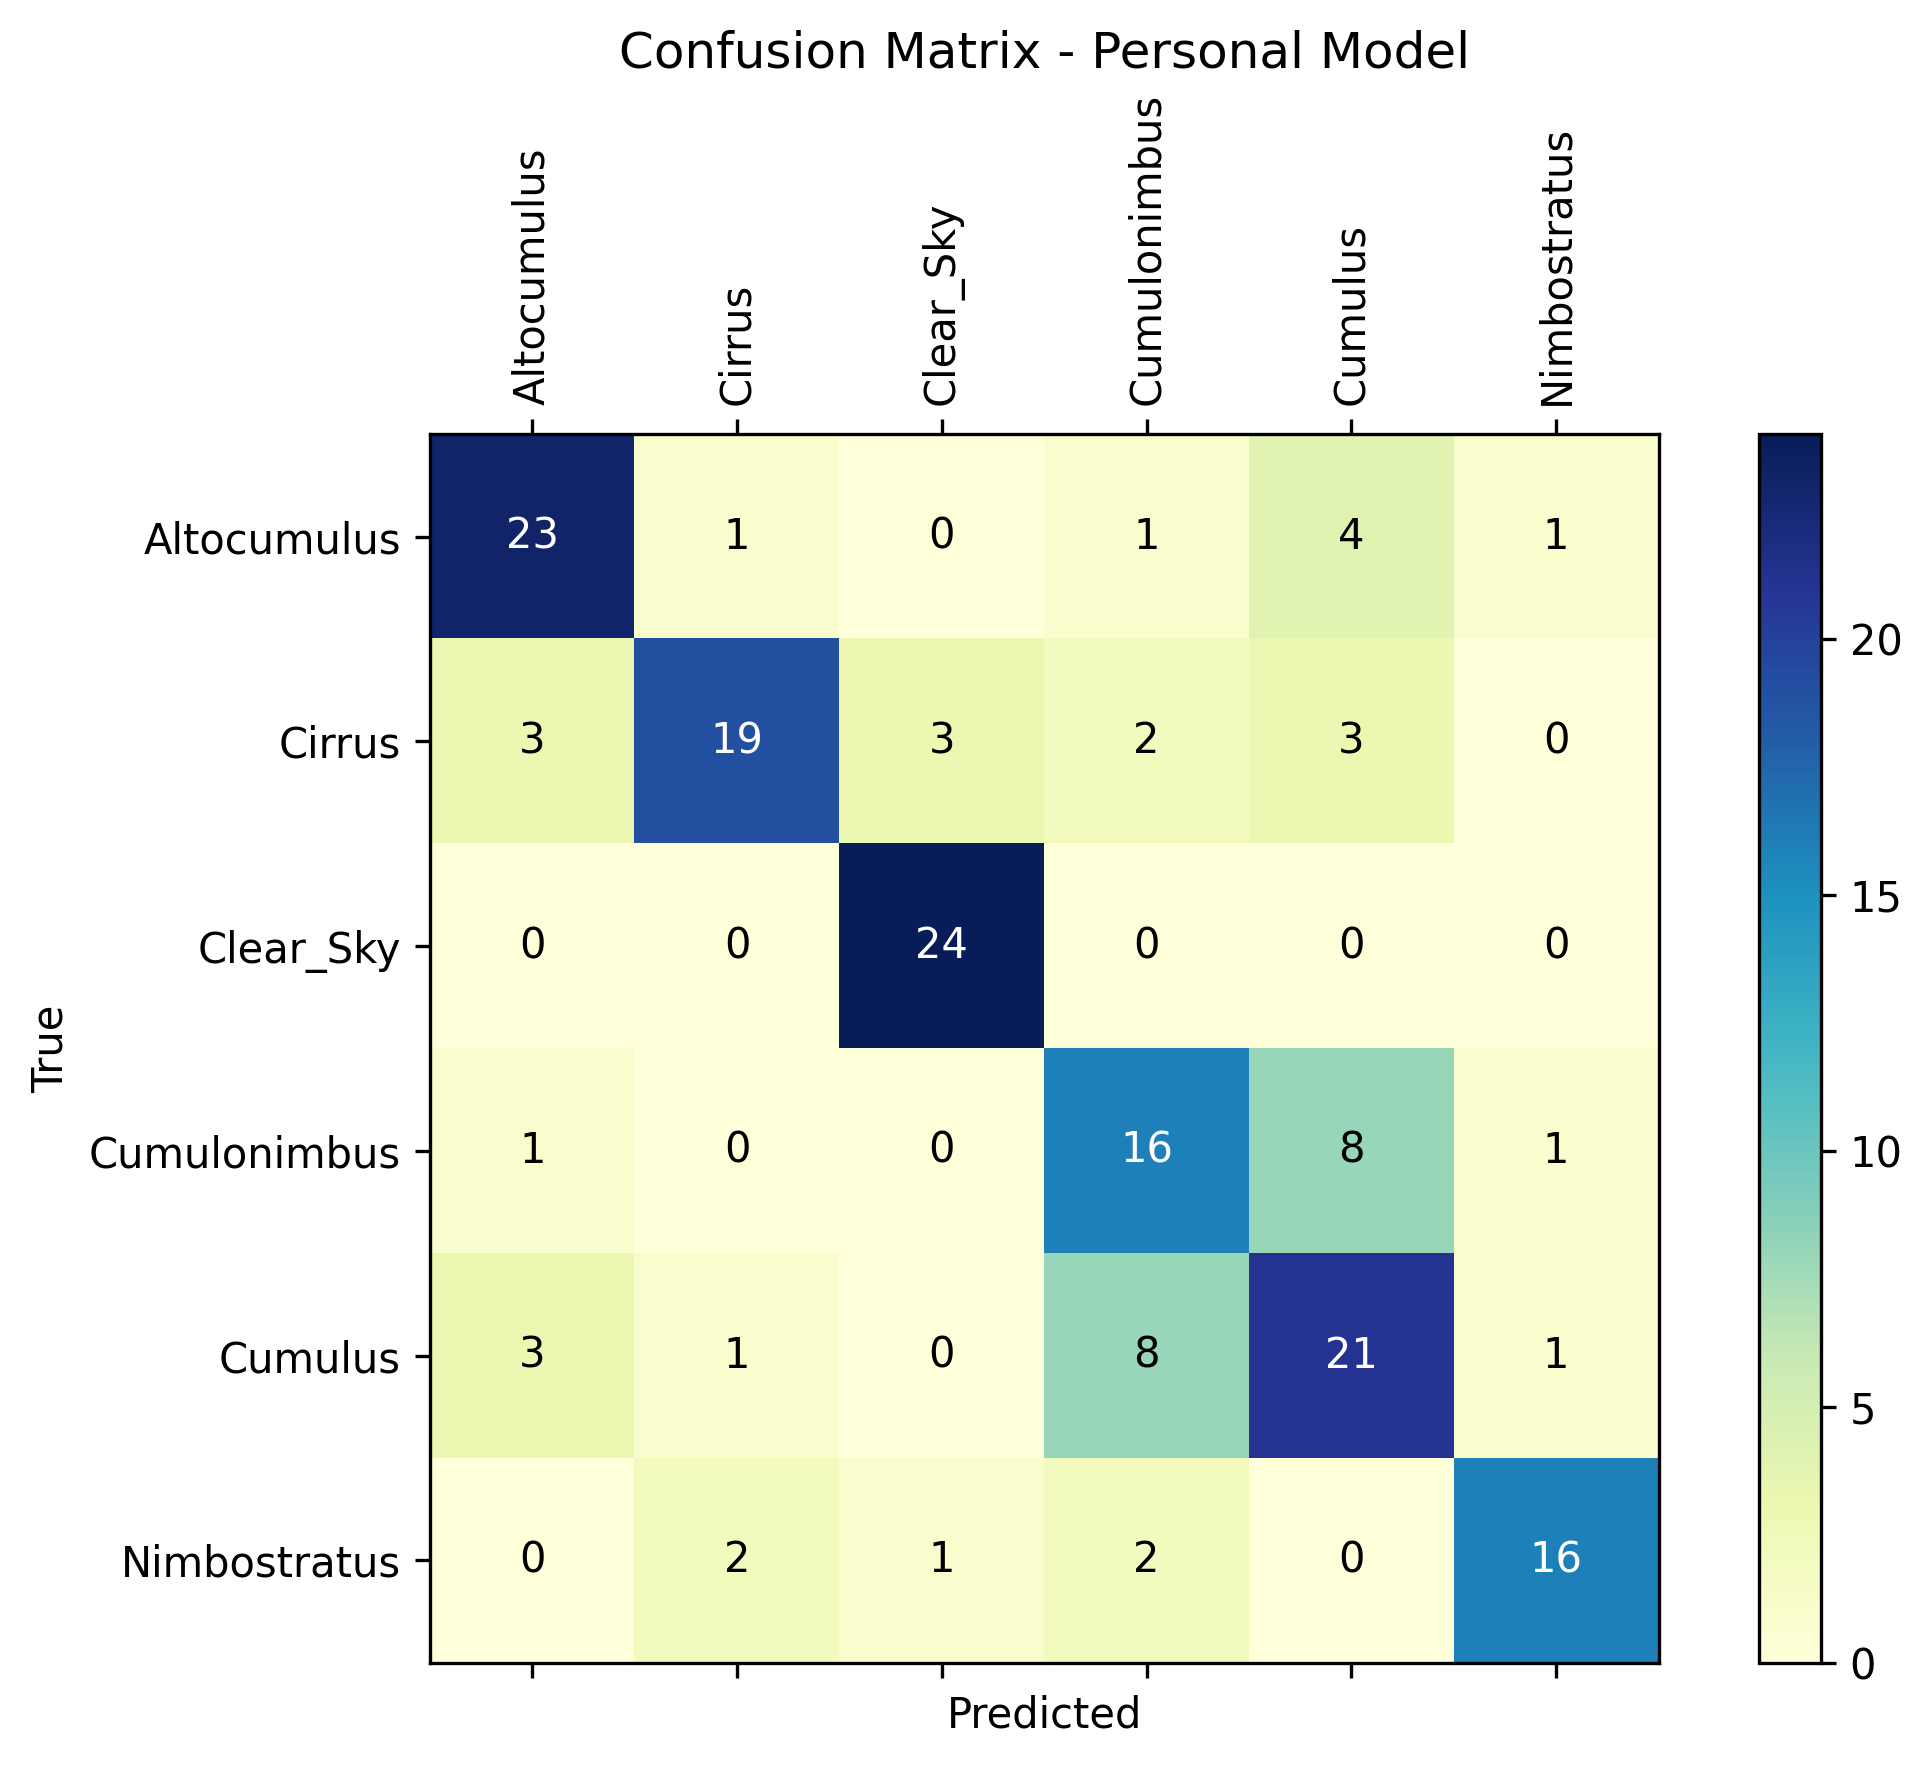 Confusion Matrix - Personal Model
Altocumulus
Cirrus
Clear_Sky
Cumulonimbus
Cumulus
Nimbostratus
Altocumulus 23 1 0 1 4 1
Cirrus 3 19 3 2 3 0
Clear_Sky 0 0 24 0 0 0
Cumulonimbus 1 0 0 16 8 1
Cumulus 3 1 0 8 21 1
Nimbostratus 0 2 1 2 0 16
True
Predicted
20
15
10
5
0